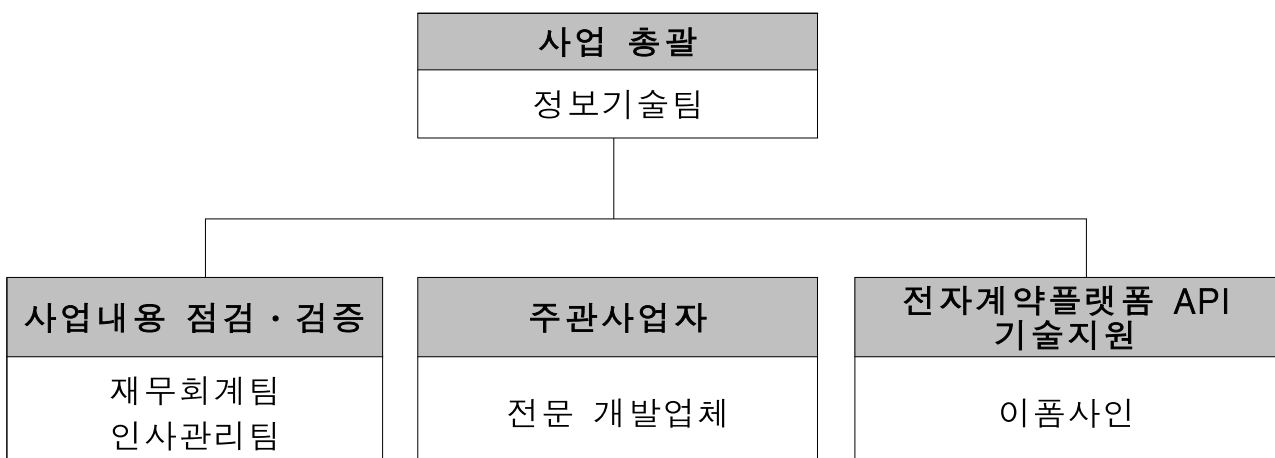 사업 총괄
정보기술팀
사업내용 점검·검증
재무회계팀
인사관리팀
주관사업자
전문 개발업체
전자계약플랫폼 API
기술지원
이폼사인